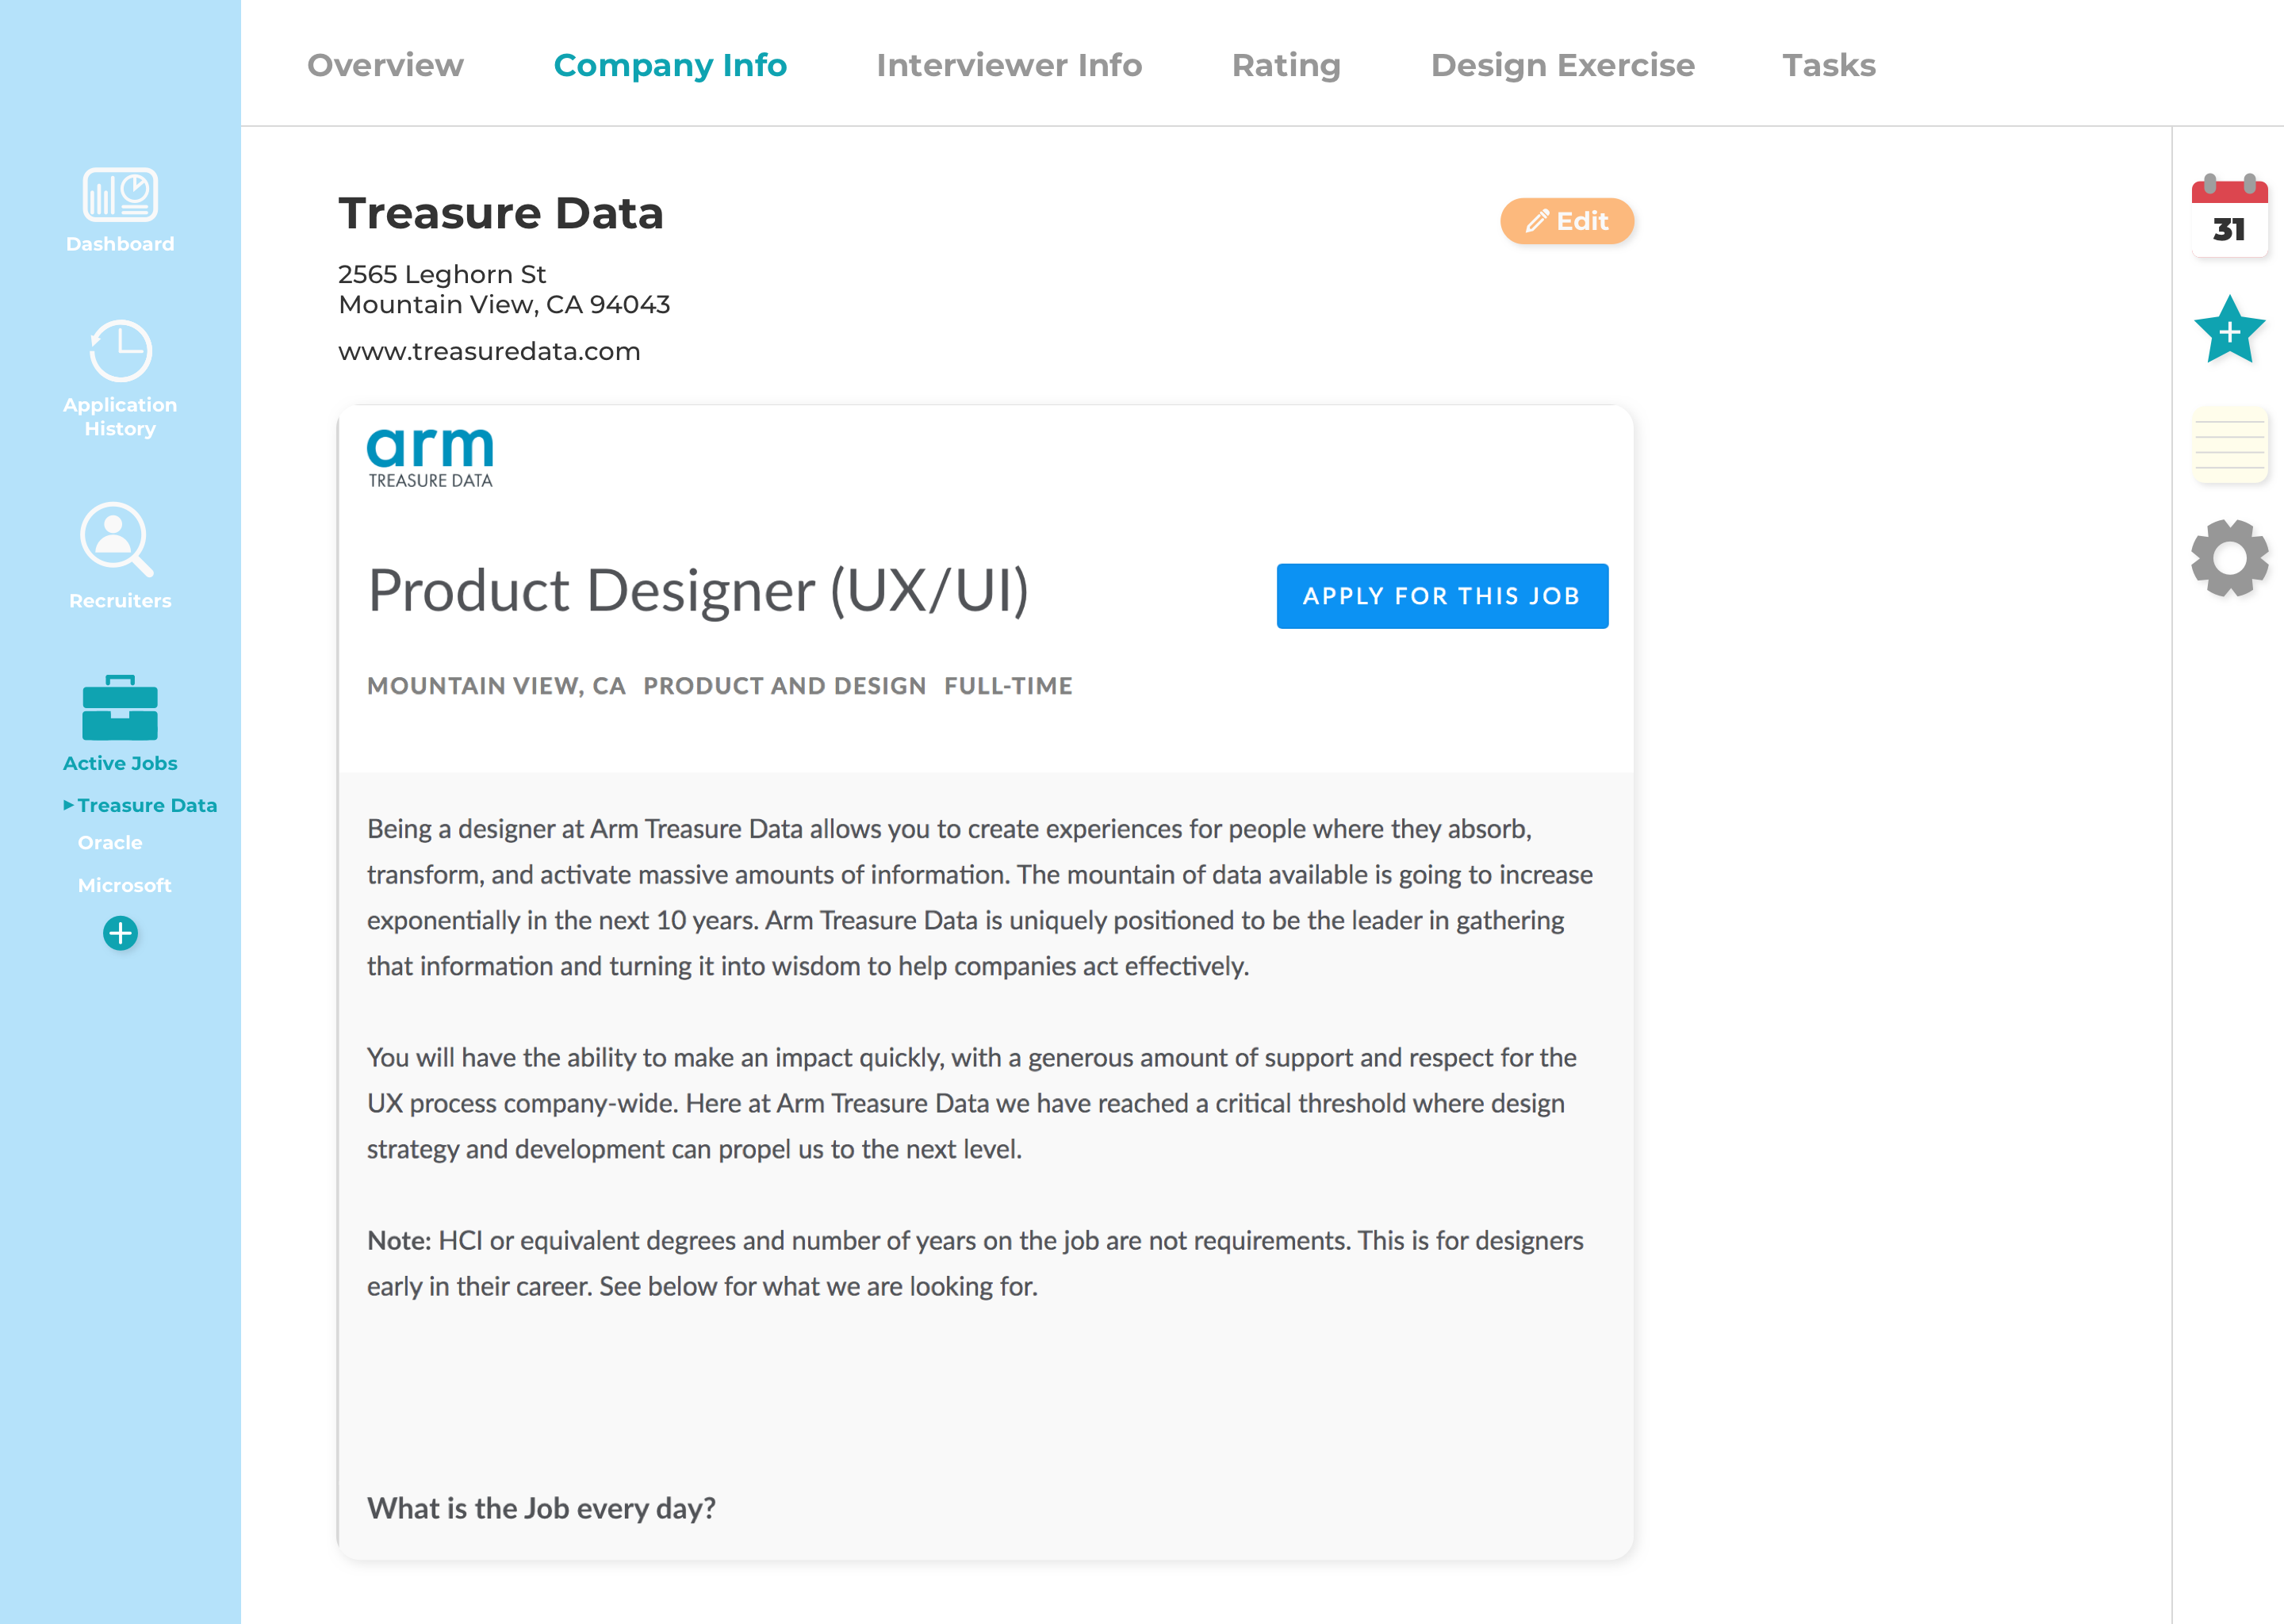 Overview Company Info Interviewer Info Rating Design Exercise Tasks
Dashboard
Application
History
Recruiters
Active Jobs
▸Treasure Data
Oracle
Microsoft
Treasure Data
Edit
2565 Leghorn St
Mountain View, CA 94043
www.treasuredata.com
arm
TREASURE DATA
Product Designer (UX/UI)
APPLY FOR THIS JOB
MOUNTAIN VIEW, CA PRODUCT AND DESIGN FULL-TIME
Being a designer at Arm Treasure Data allows you to create experiences for people where they absorb,
transform, and activate massive amounts of information. The mountain of data available is going to increase
exponentially in the next 10 years. Arm Treasure Data is uniquely positioned to be the leader in gathering
that information and turning it into wisdom to help companies act effectively.
You will have the ability to make an impact quickly, with a generous amount of support and respect for the
UX process company-wide. Here at Arm Treasure Data we have reached a critical threshold where design
strategy and development can propel us to the next level.
Note: HCI or equivalent degrees and number of years on the job are not requirements. This is for designers
early in their career. See below for what we are looking for.
What is the Job every day?
31